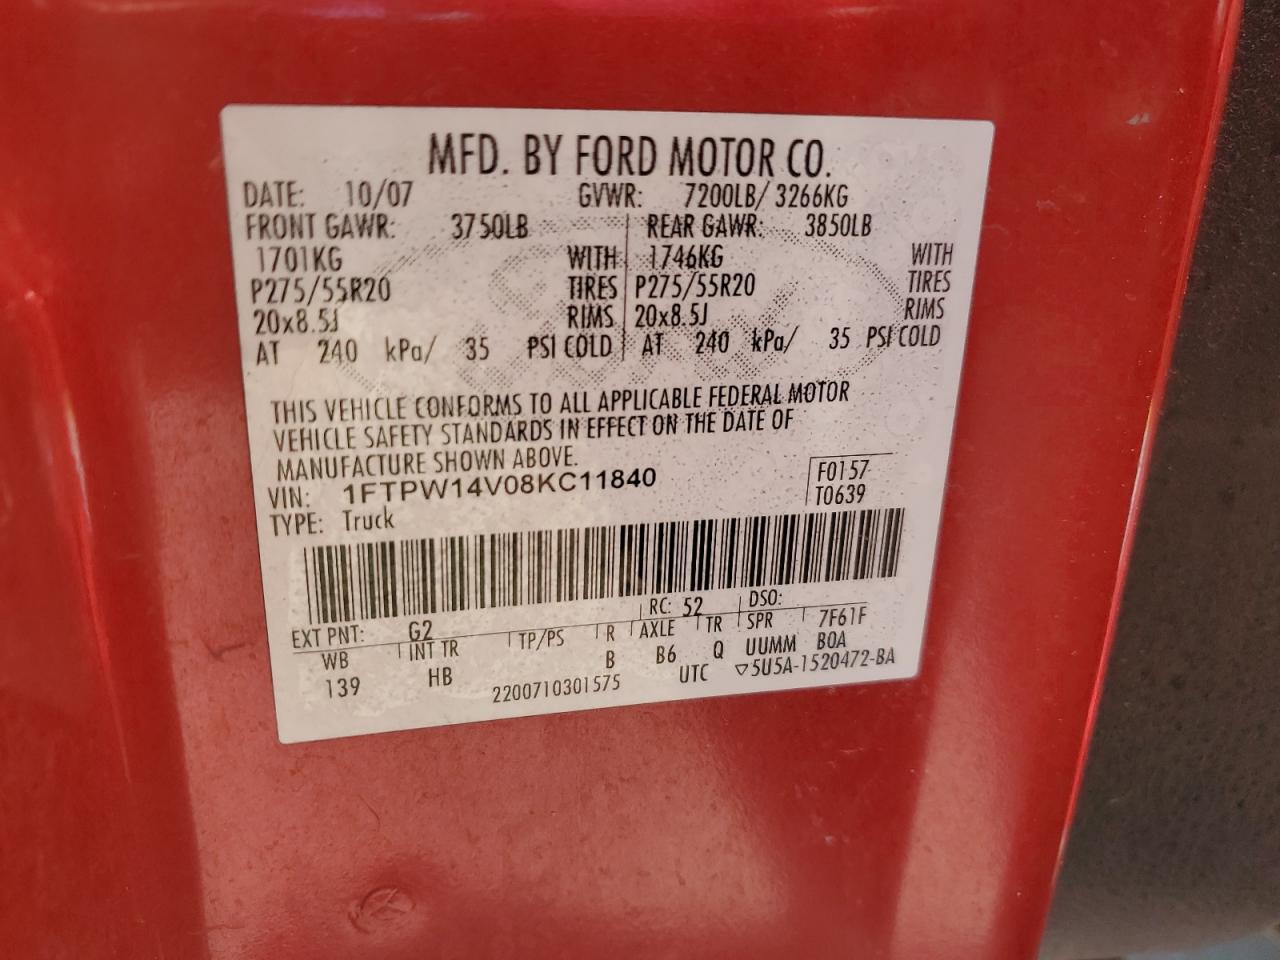 MFD. BY FORD MOTOR CO.
DATE: 10/07 GVWR: 7200LB/ 3266KG
FRONT GAWR: 3750LB REAR GAWR: 3850LB
1701KG WITH 1746KG WITH
P275/55R20 TIRES P275/55R20 TIRES
20x8.5J RIMS 20x8.5J RIMS
AT 240 kPa/ 35 PSI COLD AT 240 kPa/ 35 PSI COLD
THIS VEHICLE CONFORMS TO ALL APPLICABLE FEDERAL MOTOR
VEHICLE SAFETY STANDARDS IN EFFECT ON THE DATE OF
MANUFACTURE SHOWN ABOVE.
VIN: 1FTPW14V08KC11840 F0157
TYPE: Truck T0639
EXT PNT: G2 RC: 52 DSO:
WB INT TR TP/PS R AXLE TR SPR 7F61F
139 HB B B6 Q UUMM BOA
2200710301575 UTC ▽5U5A-1520472-BA